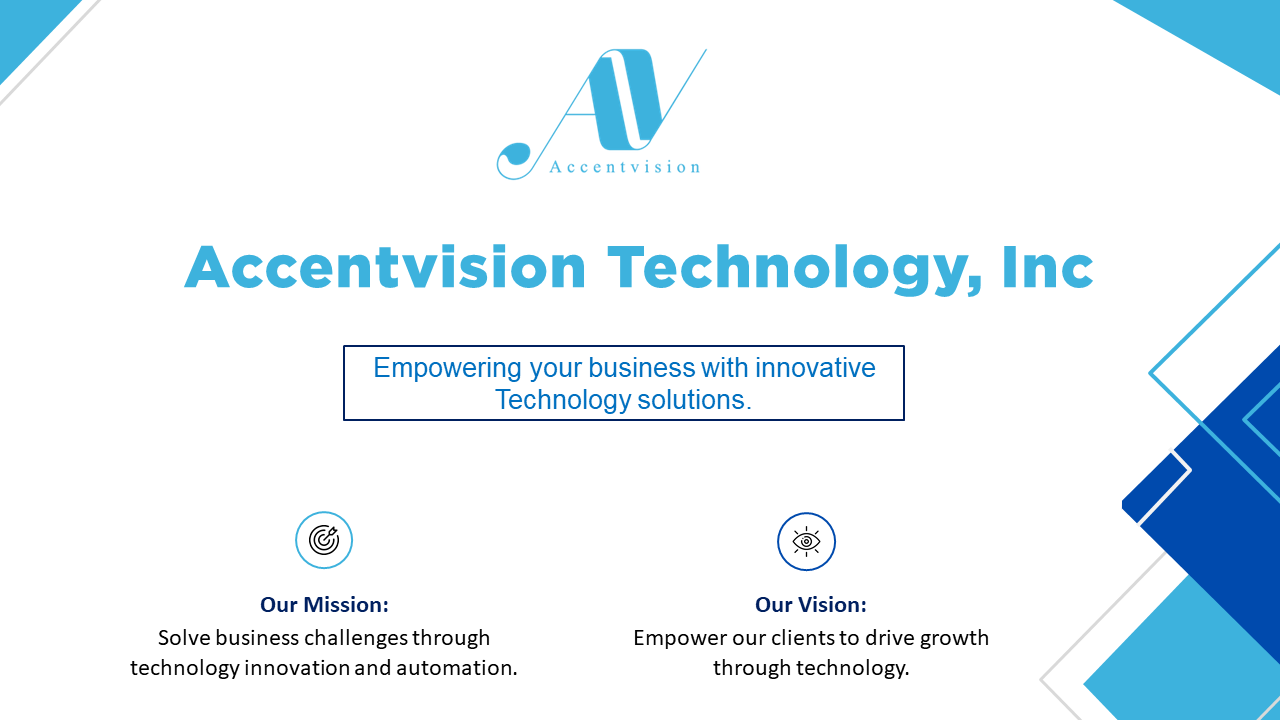 AV
Accentvision
Accentvision Technology, Inc
Empowering your business with innovative
Technology solutions.
Our Mission:
Solve business challenges through
technology innovation and automation.
Our Vision:
Empower our clients to drive growth
through technology.